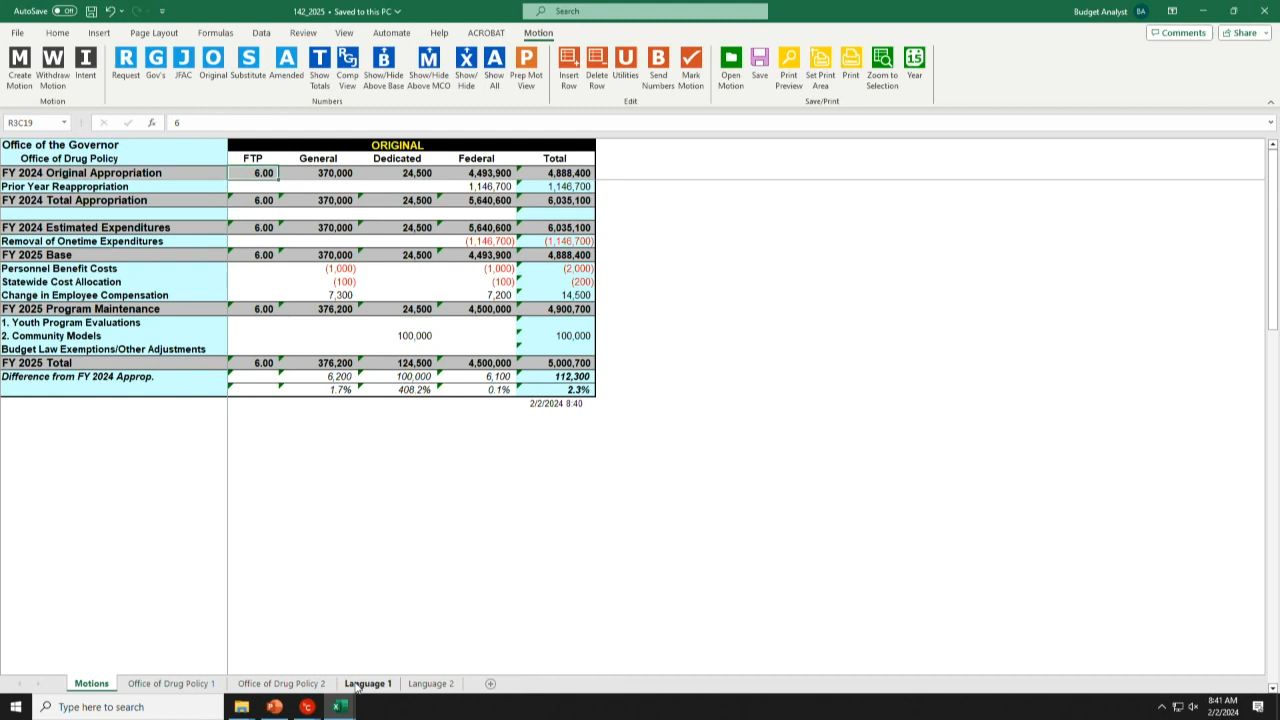 AutoSave Off 142_2025 • Saved to this PC Search Budget Analyst BA
File Home Insert Page Layout Formulas Data Review View Automate Help ACROBAT Motion Comments Share
M W I R G J O S A T RGJ B M X A P U B 15
Create Motion Withdraw Motion Intent Request Gov's JFAC Original Substitute Amended Show Totals Comp View Show/Hide Above Base Show/Hide Above MCO Show/ Hide Show All Prep Mot View Insert Row Delete Row Utilities Send Numbers Mark Motion Open Motion Save Print Preview Set Print Area Print Zoom to Selection Year
Motion Numbers Edit Save/Print
R3C19 fx 6
Office of the Governor ORIGINAL
Office of Drug Policy FTP General Dedicated Federal Total
FY 2024 Original Appropriation 6.00 370,000 24,500 4,493,900 4,888,400
Prior Year Reappropriation 1,146,700 1,146,700
FY 2024 Total Appropriation 6.00 370,000 24,500 5,640,600 6,035,100
FY 2024 Estimated Expenditures 6.00 370,000 24,500 5,640,600 6,035,100
Removal of Onetime Expenditures (1,146,700) (1,146,700)
FY 2025 Base 6.00 370,000 24,500 4,493,900 4,888,400
Personnel Benefit Costs (1,000) (1,000) (2,000)
Statewide Cost Allocation (100) (100) (200)
Change in Employee Compensation 7,300 7,200 14,500
FY 2025 Program Maintenance 6.00 376,200 24,500 4,500,000 4,900,700
1. Youth Program Evaluations
2. Community Models 100,000 100,000
Budget Law Exemptions/Other Adjustments
FY 2025 Total 6.00 376,200 124,500 4,500,000 5,000,700
Difference from FY 2024 Approp. 6,200 100,000 6,100 112,300
1.7% 408.2% 0.1% 2.3%
2/2/2024 8:40
Motions Office of Drug Policy 1 Office of Drug Policy 2 Language 1 Language 2
Type here to search 8:41 AM
2/2/2024